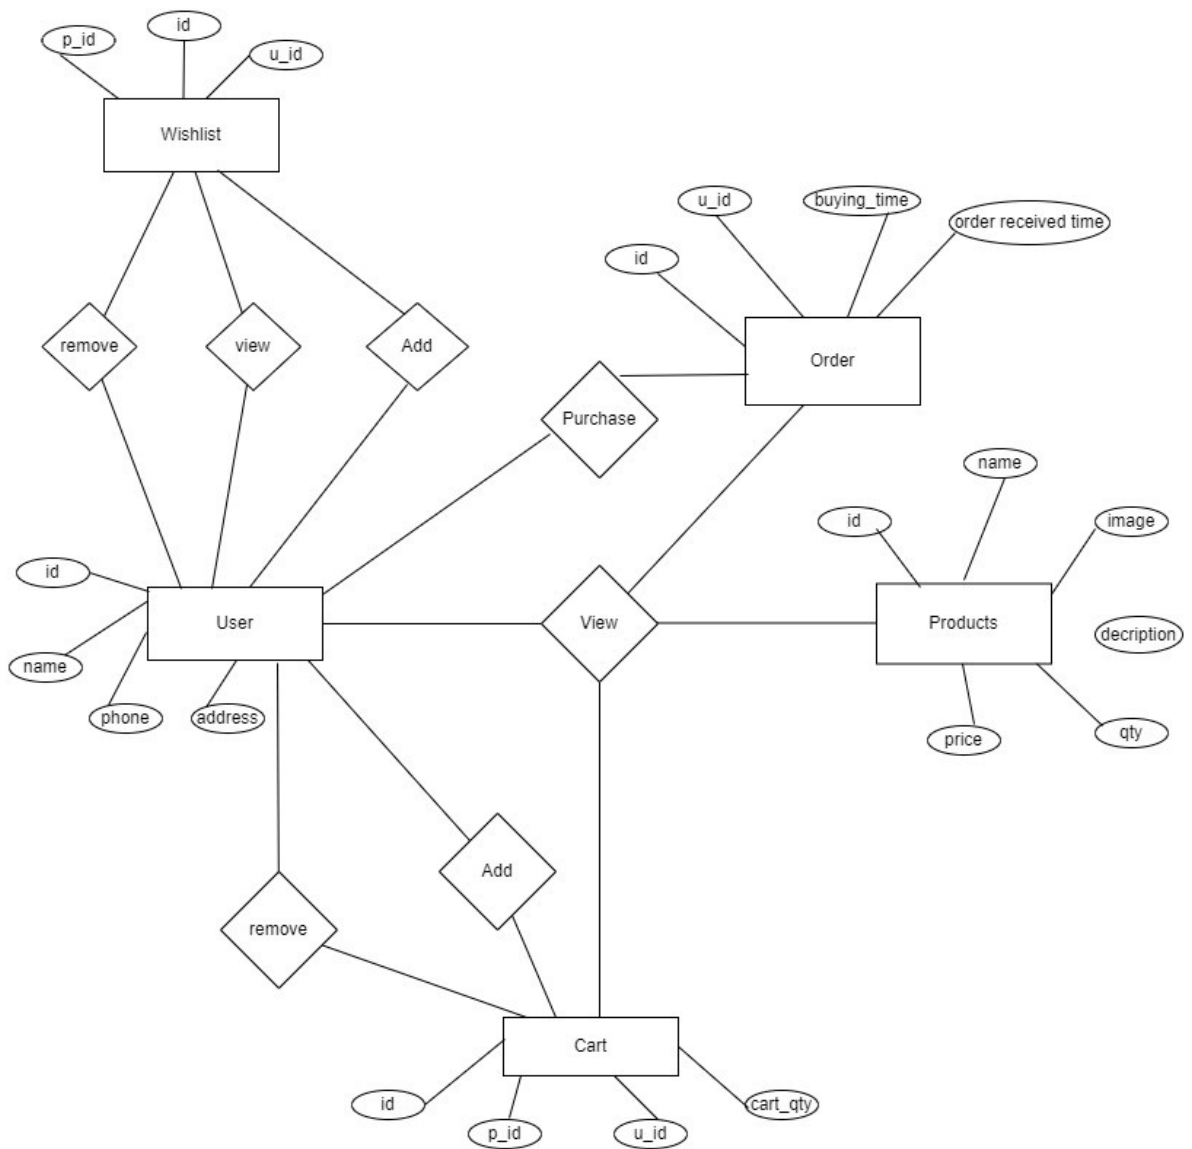 id
p_id
u_id
Wishlist
u_id
buying_time
order received time
id
remove
view
Add
Order
Purchase
name
id
image
id
User
View
Products
decription
name
phone
address
price
qty
Add
remove
Cart
id
cart_qty
p_id
u_id